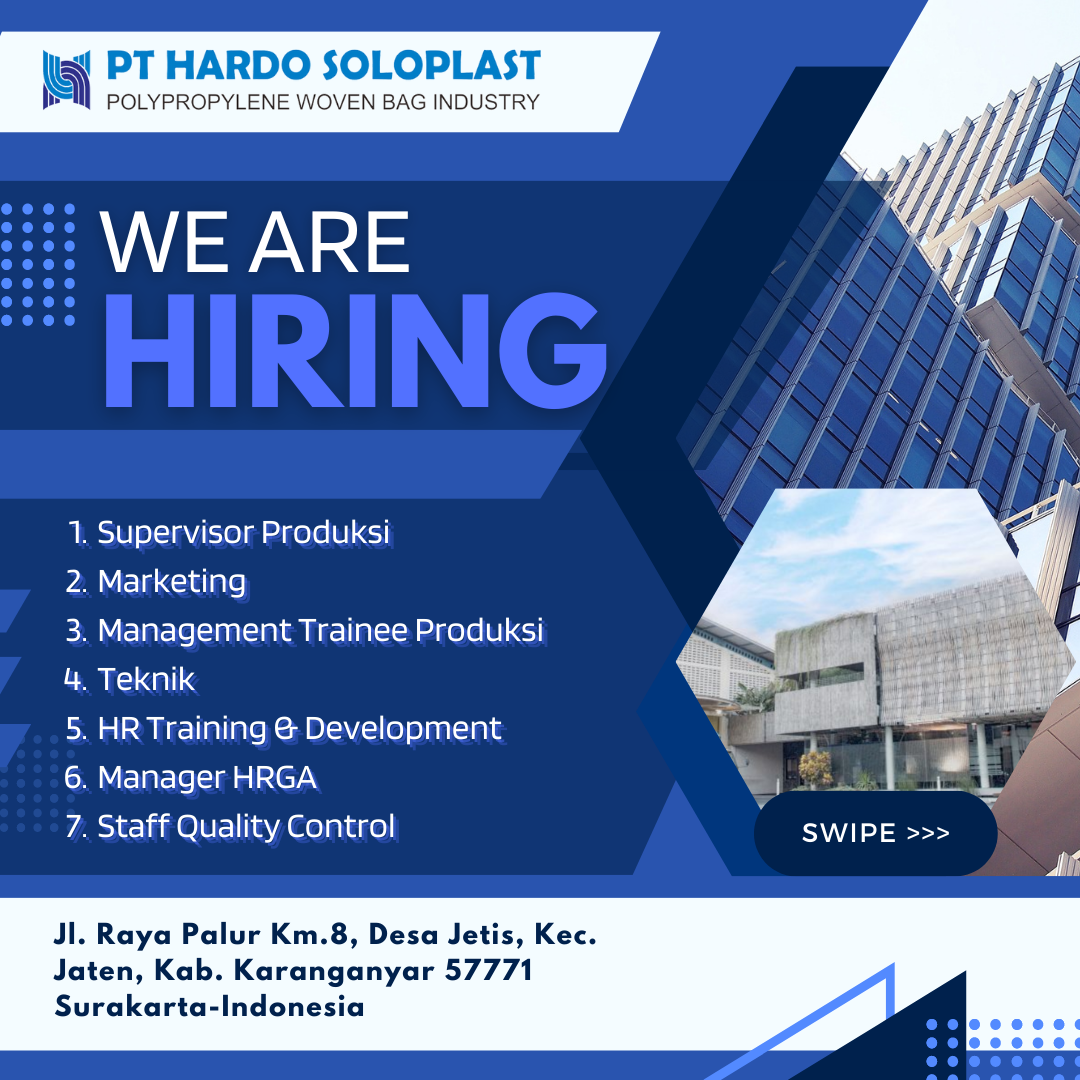 PT HARDO SOLOPLAST
POLYPROPYLENE WOVEN BAG INDUSTRY
WE ARE
HIRING
1. Supervisor Produksi
2. Marketing
3. Management Trainee Produksi
4. Teknik
5. HR Training & Development
6. Manager HRGA
7. Staff Quality Control
SWIPE >>>
Jl. Raya Palur Km.8, Desa Jetis, Kec.
Jaten, Kab. Karanganyar 57771
Surakarta-Indonesia